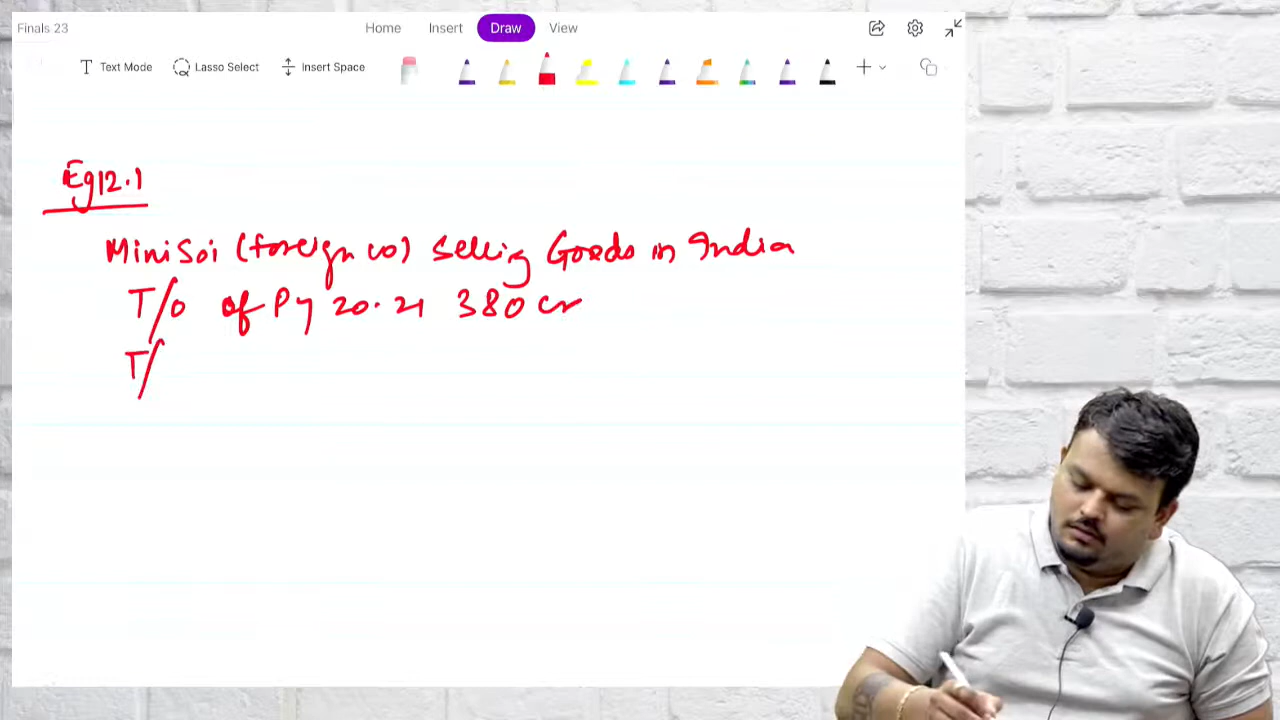 Finals 23
Home Insert Draw View
Text Mode Lasso Select Insert Space
Eg12.1
MiniSoi (foreign co) Selling Goods in India
T/o of Py 20.21 380 cr
T/